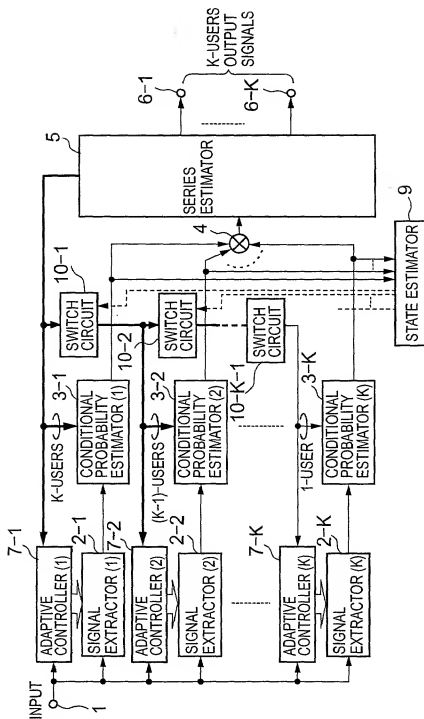 INPUT
1
7-1
ADAPTIVE
CONTROLLER (1)
2-1
SIGNAL
EXTRACTOR (1)
7-2
ADAPTIVE
CONTROLLER (2)
2-2
SIGNAL
EXTRACTOR (2)
7-K
ADAPTIVE
CONTROLLER (K)
2-K
SIGNAL
EXTRACTOR (K)
K-USERS
3-1
CONDITIONAL
PROBABILITY
ESTIMATOR (1)
(K-1)-USERS
3-2
CONDITIONAL
PROBABILITY
ESTIMATOR (2)
1-USER
3-K
CONDITIONAL
PROBABILITY
ESTIMATOR (K)
10-1
SWITCH
CIRCUIT
10-2
SWITCH
CIRCUIT
10-K-1
SWITCH
CIRCUIT
4
5
SERIES
ESTIMATOR
9
STATE ESTIMATOR
6-1
6-K
K-USERS
OUTPUT
SIGNALS